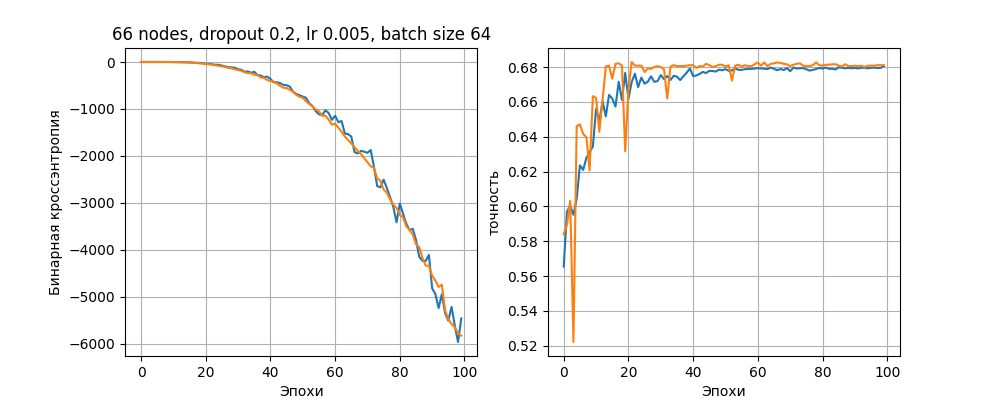 66 nodes, dropout 0.2, lr 0.005, batch size 64
Бинарная кроссэнтропия
0
−1000
−2000
−3000
−4000
−5000
−6000
0 20 40 60 80 100
Эпохи
точность
0.68
0.66
0.64
0.62
0.60
0.58
0.56
0.54
0.52
0 20 40 60 80 100
Эпохи